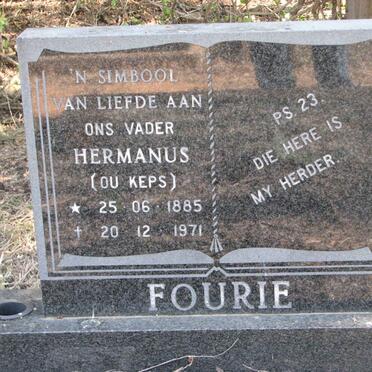 'N SIMBOOL
VAN LIEFDE AAN
ONS VADER
HERMANUS
(OU KEPS)
★ 25·06·1885
† 20·12·1971
PS. 23.
DIE HERE IS
MY HERDER.
FOURIE